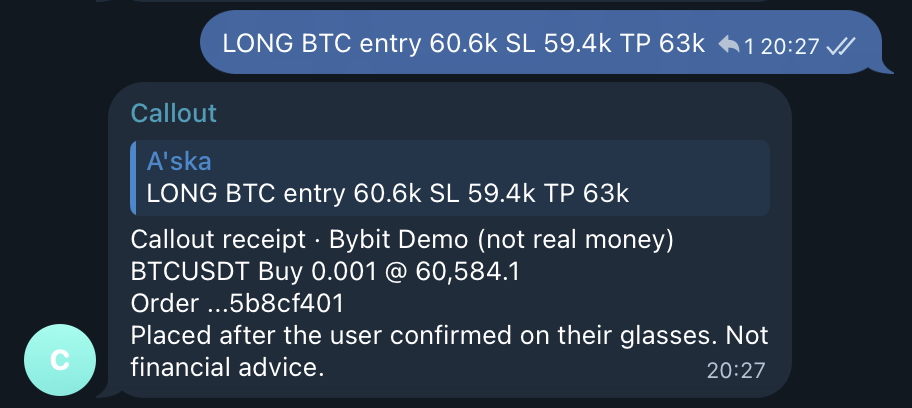 LONG BTC entry 60.6k SL 59.4k TP 63k 1 20:27
Callout
A'ska
LONG BTC entry 60.6k SL 59.4k TP 63k
Callout receipt · Bybit Demo (not real money)
BTCUSDT Buy 0.001 @ 60,584.1
Order ...5b8cf401
Placed after the user confirmed on their glasses. Not
financial advice. 20:27
C